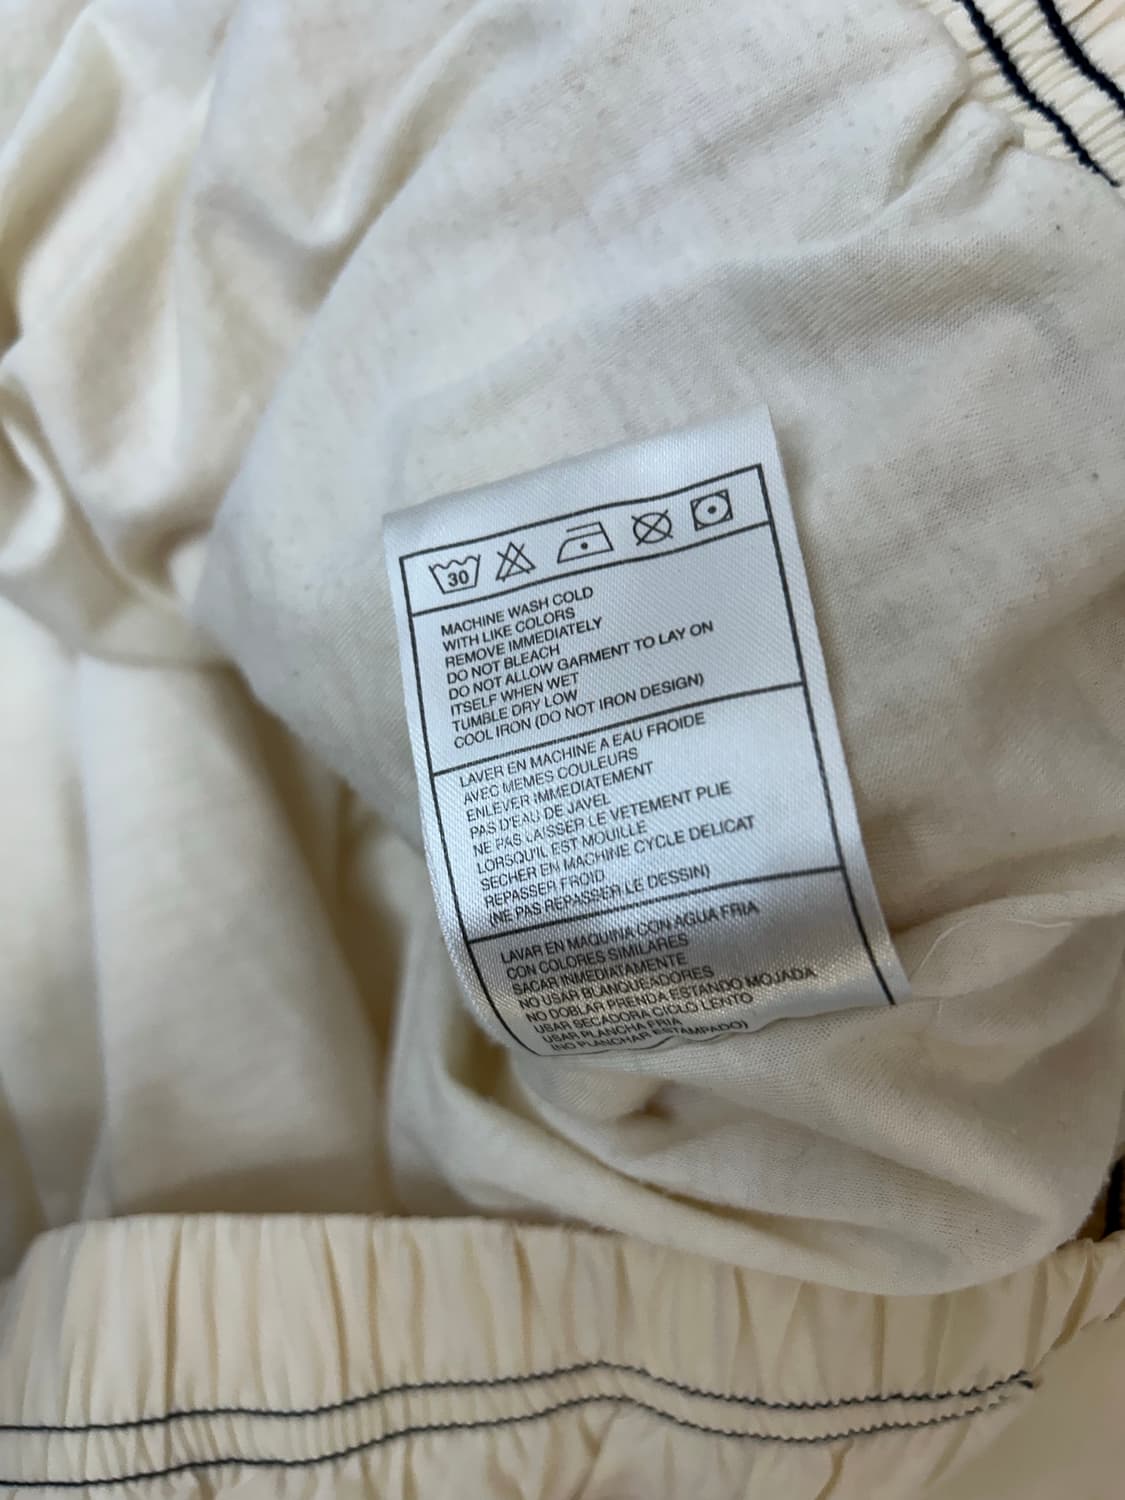 30
MACHINE WASH COLD
WITH LIKE COLORS
REMOVE IMMEDIATELY
DO NOT BLEACH
DO NOT ALLOW GARMENT TO LAY ON
ITSELF WHEN WET
TUMBLE DRY LOW
COOL IRON (DO NOT IRON DESIGN)
LAVER EN MACHINE A EAU FROIDE
AVEC MEMES COULEURS
ENLEVER IMMEDIATEMENT
PAS D'EAU DE JAVEL
NE PAS LAISSER LE VETEMENT PLIE
LORSQU'IL EST MOUILLE
SECHER EN MACHINE CYCLE DELICAT
REPASSER FROID
(NE PAS REPASSER LE DESSIN)
LAVAR EN MAQUINA CON AGUA FRIA
CON COLORES SIMILARES
SACAR INMEDIATAMENTE
NO USAR BLANQUEADORES
NO DOBLAR PRENDA ESTANDO MOJADA
USAR SECADORA CICLO LENTO
USAR PLANCHA FRIA
(NO PLANCHAR ESTAMPADO)